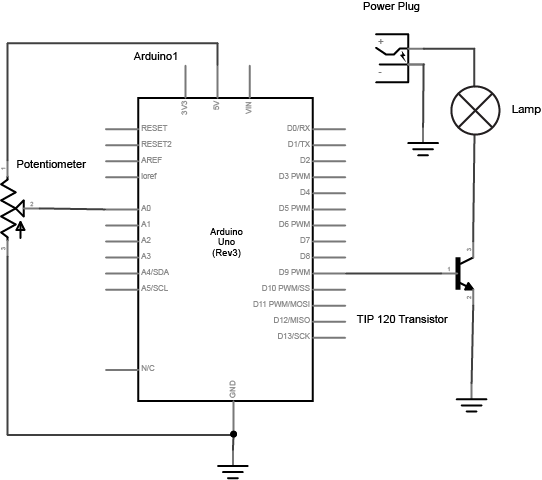 Power Plug
+
-
Arduino1
3V3
5V
VIN
Lamp
RESET
RESET2
AREF
ioref
A0
A1
A2
A3
A4/SDA
A5/SCL
N/C
Arduino
Uno
(Rev3)
D0/RX
D1/TX
D2
D3 PWM
D4
D5 PWM
D6 PWM
D7
D8
D9 PWM
D10 PWM/SS
D11 PWM/MOSI
D12/MISO
D13/SCK
GND
Potentiometer
1
2
3
3
1
2
TIP 120 Transistor